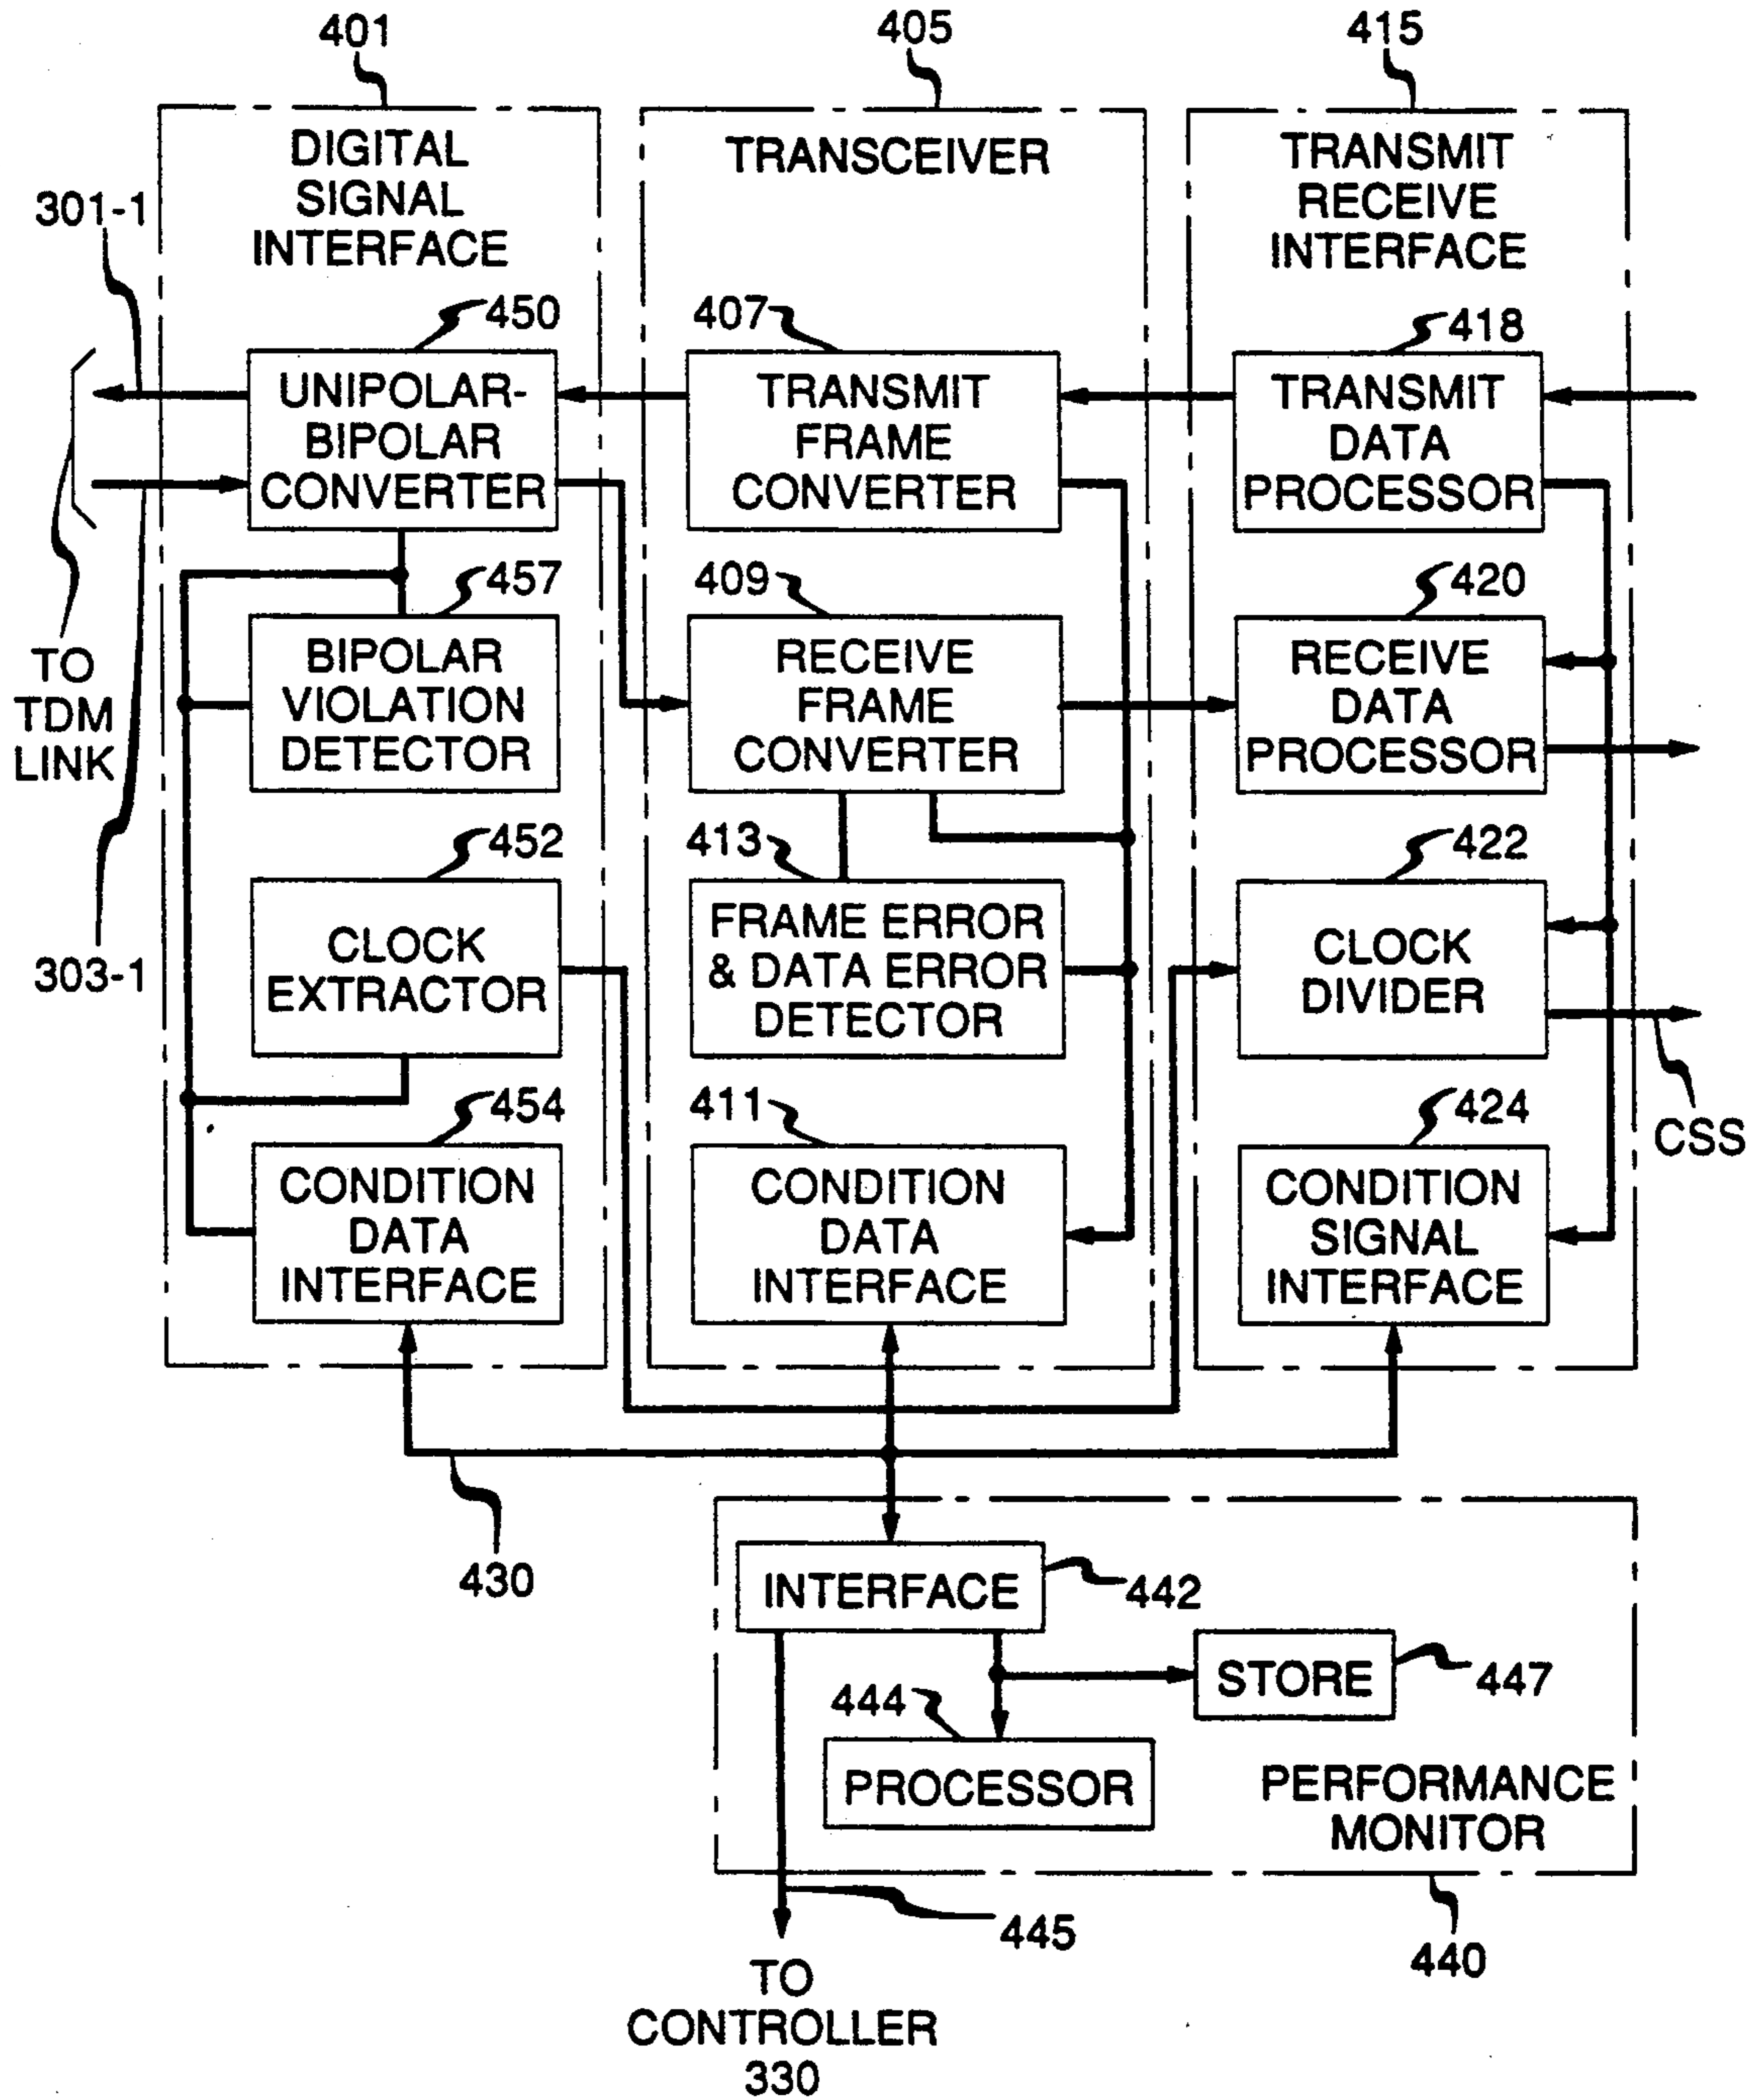 401
405
415
DIGITAL
SIGNAL
INTERFACE
TRANSCEIVER
TRANSMIT
RECEIVE
INTERFACE
301-1
450
407
418
UNIPOLAR-
BIPOLAR
CONVERTER
TRANSMIT
FRAME
CONVERTER
TRANSMIT
DATA
PROCESSOR
TO
TDM
LINK
457
409
420
BIPOLAR
VIOLATION
DETECTOR
RECEIVE
FRAME
CONVERTER
RECEIVE
DATA
PROCESSOR
303-1
452
413
422
CLOCK
EXTRACTOR
FRAME ERROR
& DATA ERROR
DETECTOR
CLOCK
DIVIDER
CSS
454
411
424
CONDITION
DATA
INTERFACE
CONDITION
DATA
INTERFACE
CONDITION
SIGNAL
INTERFACE
430
INTERFACE
442
STORE
447
444
PROCESSOR
PERFORMANCE
MONITOR
445
440
TO
CONTROLLER
330